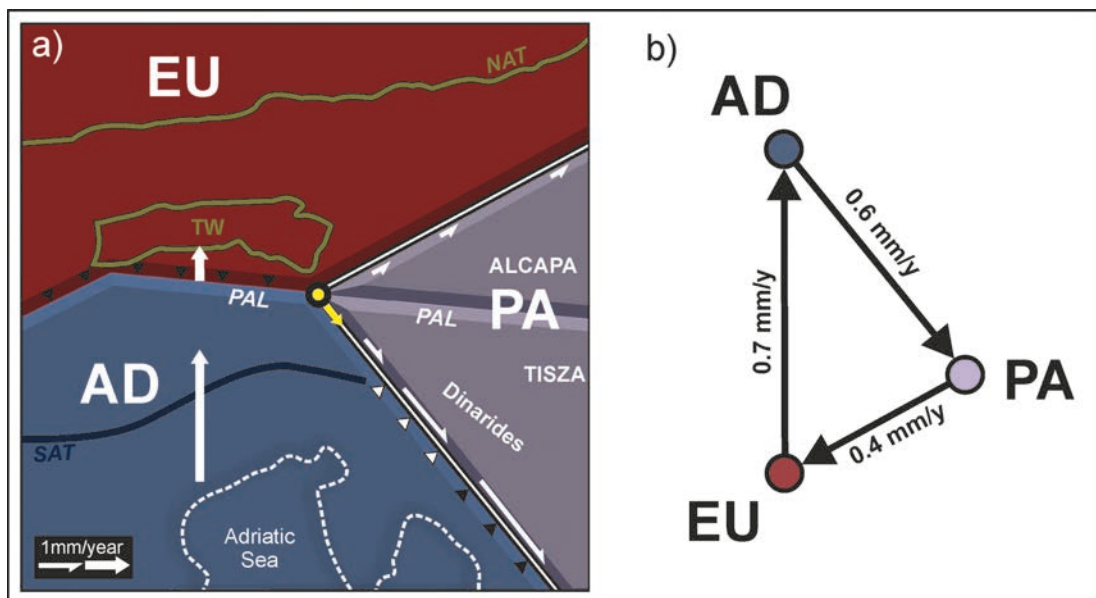 a)
EU
NAT
TW
ALCAPA
PAL
PA
PAL
AD
TISZA
Dinarides
SAT
Adriatic
Sea
1mm/year
b)
AD
0.6 mm/y
0.7 mm/y
PA
0.4 mm/y
EU